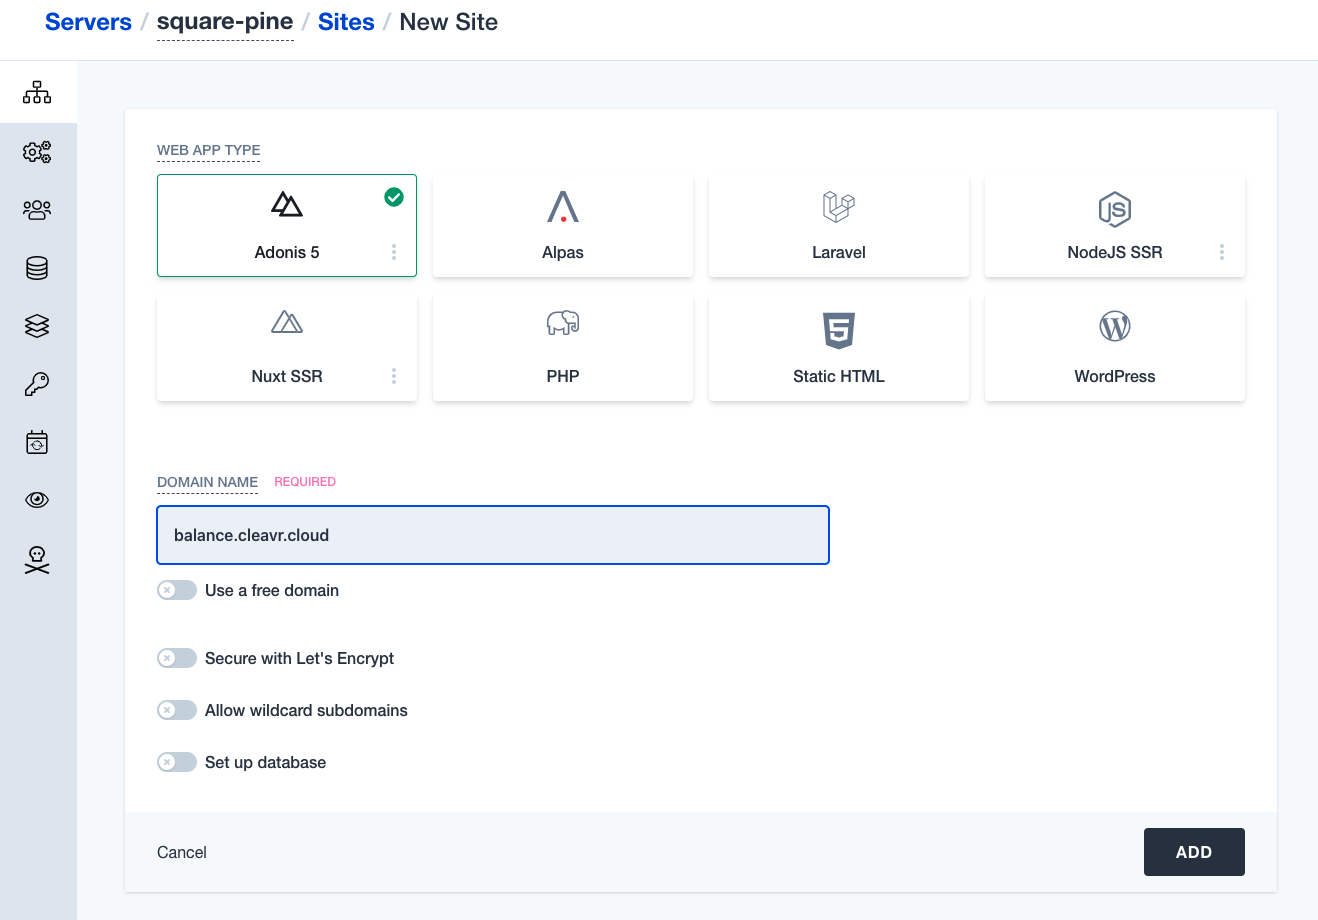 Servers / square-pine / Sites / New Site
WEB APP TYPE
Adonis 5
Alpas
Laravel
JS
NodeJS SSR
Nuxt SSR
PHP
5
Static HTML
W
WordPress
DOMAIN NAME REQUIRED
balance.cleavr.cloud
Use a free domain
Secure with Let's Encrypt
Allow wildcard subdomains
Set up database
Cancel
ADD